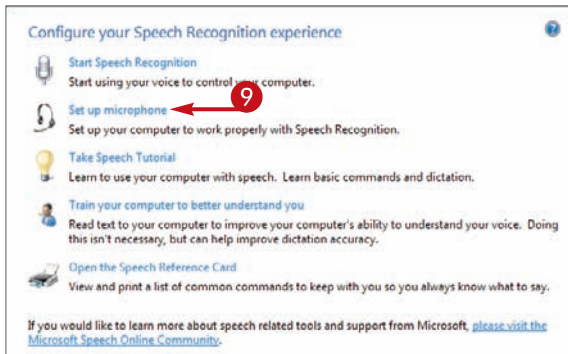 Configure your Speech Recognition experience
Start Speech Recognition
Start using your voice to control your computer.
9
Set up microphone
Set up your computer to work properly with Speech Recognition.
Take Speech Tutorial
Learn to use your computer with speech. Learn basic commands and dictation.
Train your computer to better understand you
Read text to your computer to improve your computer's ability to understand your voice. Doing
this isn't necessary, but can help improve dictation accuracy.
Open the Speech Reference Card
View and print a list of common commands to keep with you so you always know what to say.
If you would like to learn more about speech related tools and support from Microsoft, please visit the
Microsoft Speech Online Community.